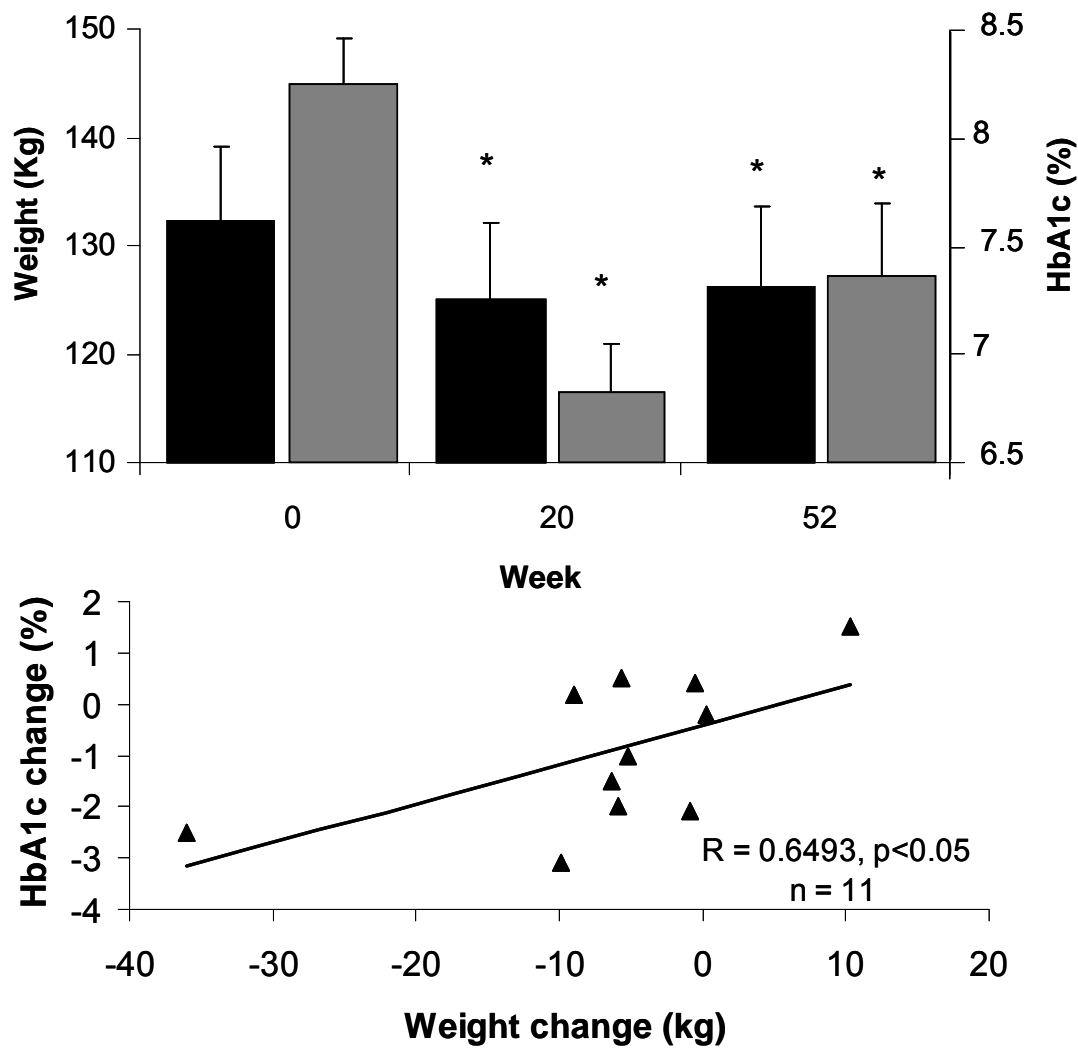 150
140
130
120
110
Weight (Kg)
8.5
8
7.5
7
6.5
HbA1c (%)
*
*
*
*
0 20 52
Week
2
1
0
-1
-2
-3
-4
HbA1c change (%)
R = 0.6493, p<0.05
n = 11
-40 -30 -20 -10 0 10 20
Weight change (kg)